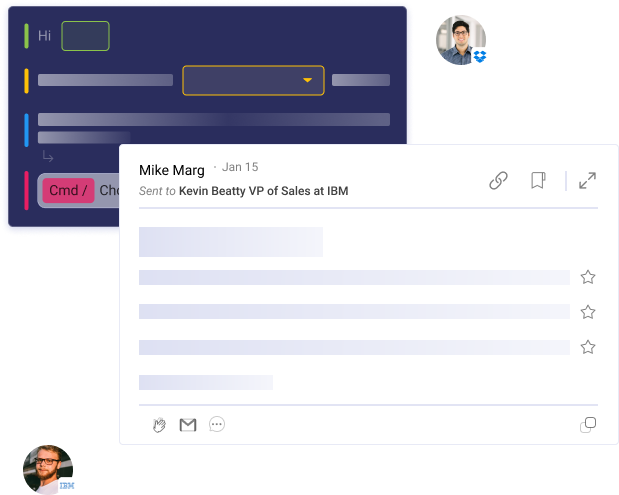 Hi
Cmd / Cho
Mike Marg · Jan 15
Sent to Kevin Beatty VP of Sales at IBM
IBM